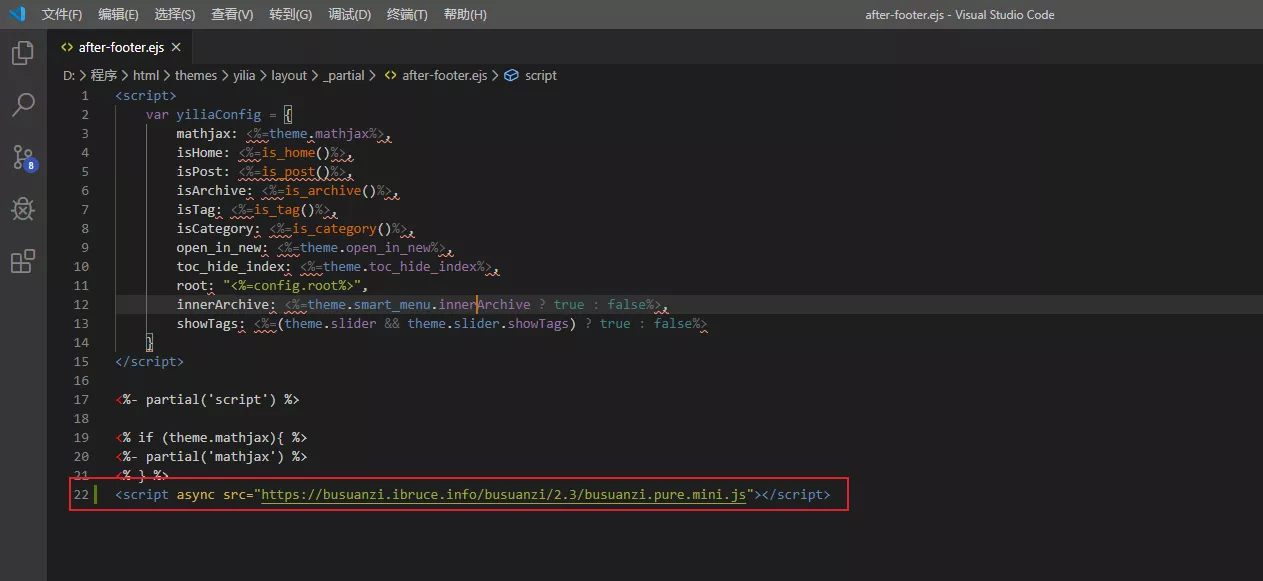 文件(F) 编辑(E) 选择(S) 查看(V) 转到(G) 调试(D) 终端(T) 帮助(H) after-footer.ejs - Visual Studio Code
after-footer.ejs
D: 程序 html themes yilia layout _partial after-footer.ejs script
1 <script>
2 var yiliaConfig = {
3 mathjax: <%=theme.mathjax%>,
4 isHome: <%=is_home()%>,
5 isPost: <%=is_post()%>,
6 isArchive: <%=is_archive()%>,
7 isTag: <%=is_tag()%>,
8 isCategory: <%=is_category()%>,
9 open_in_new: <%=theme.open_in_new%>,
10 toc_hide_index: <%=theme.toc_hide_index%>,
11 root: "<%=config.root%>",
12 innerArchive: <%=theme.smart_menu.innerArchive ? true : false%>,
13 showTags: <%=(theme.slider && theme.slider.showTags) ? true : false%>
14 }
15 </script>
16
17 <%- partial('script') %>
18
19 <% if (theme.mathjax){ %>
20 <%- partial('mathjax') %>
21 <% } %>
22 <script async src="https://busuanzi.ibruce.info/busuanzi/2.3/busuanzi.pure.mini.js"></script>
8